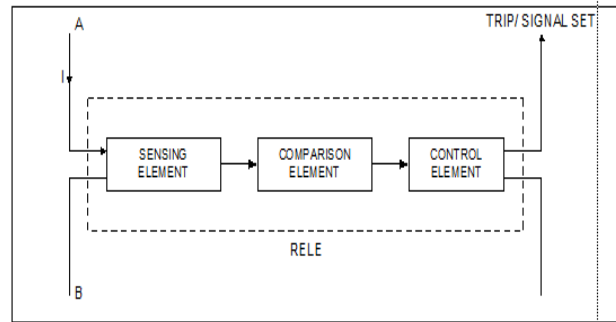 A
TRIP/ SIGNAL SET
I
SENSING
ELEMENT
COMPARISON
ELEMENT
CONTROL
ELEMENT
RELE
B